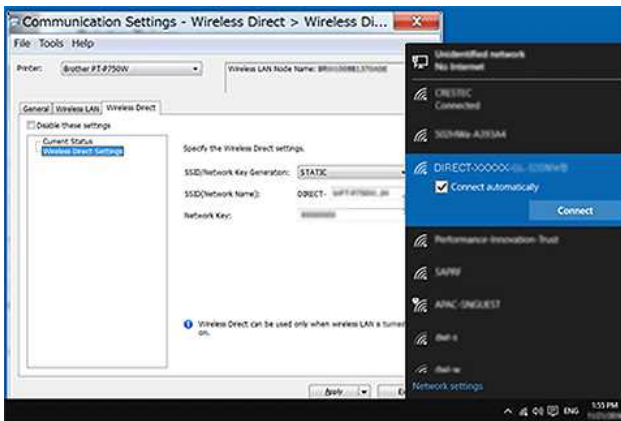 Communication Settings - Wireless Direct > Wireless Di...
File Tools Help
Printer: Brother PT-P750W
Wireless LAN Node Name:
General Wireless LAN Wireless Direct
Disable these settings
Current Status
Wireless Direct Settings
Specify the Wireless Direct settings.
SSID/Network Key Generation: STATIC
SSID(Network Name): DIRECT-
Network Key:
Wireless Direct can be used only when wireless LAN is turned
on.
Apply
Unidentified network
No Internet
CRESTEC
Connected
DIRECT-XXXXX
Connect automatically
Connect
Performance-Innovation-Trust
SAPRF
APAC-SNGUEST
Network settings
ENG
1:55 PM